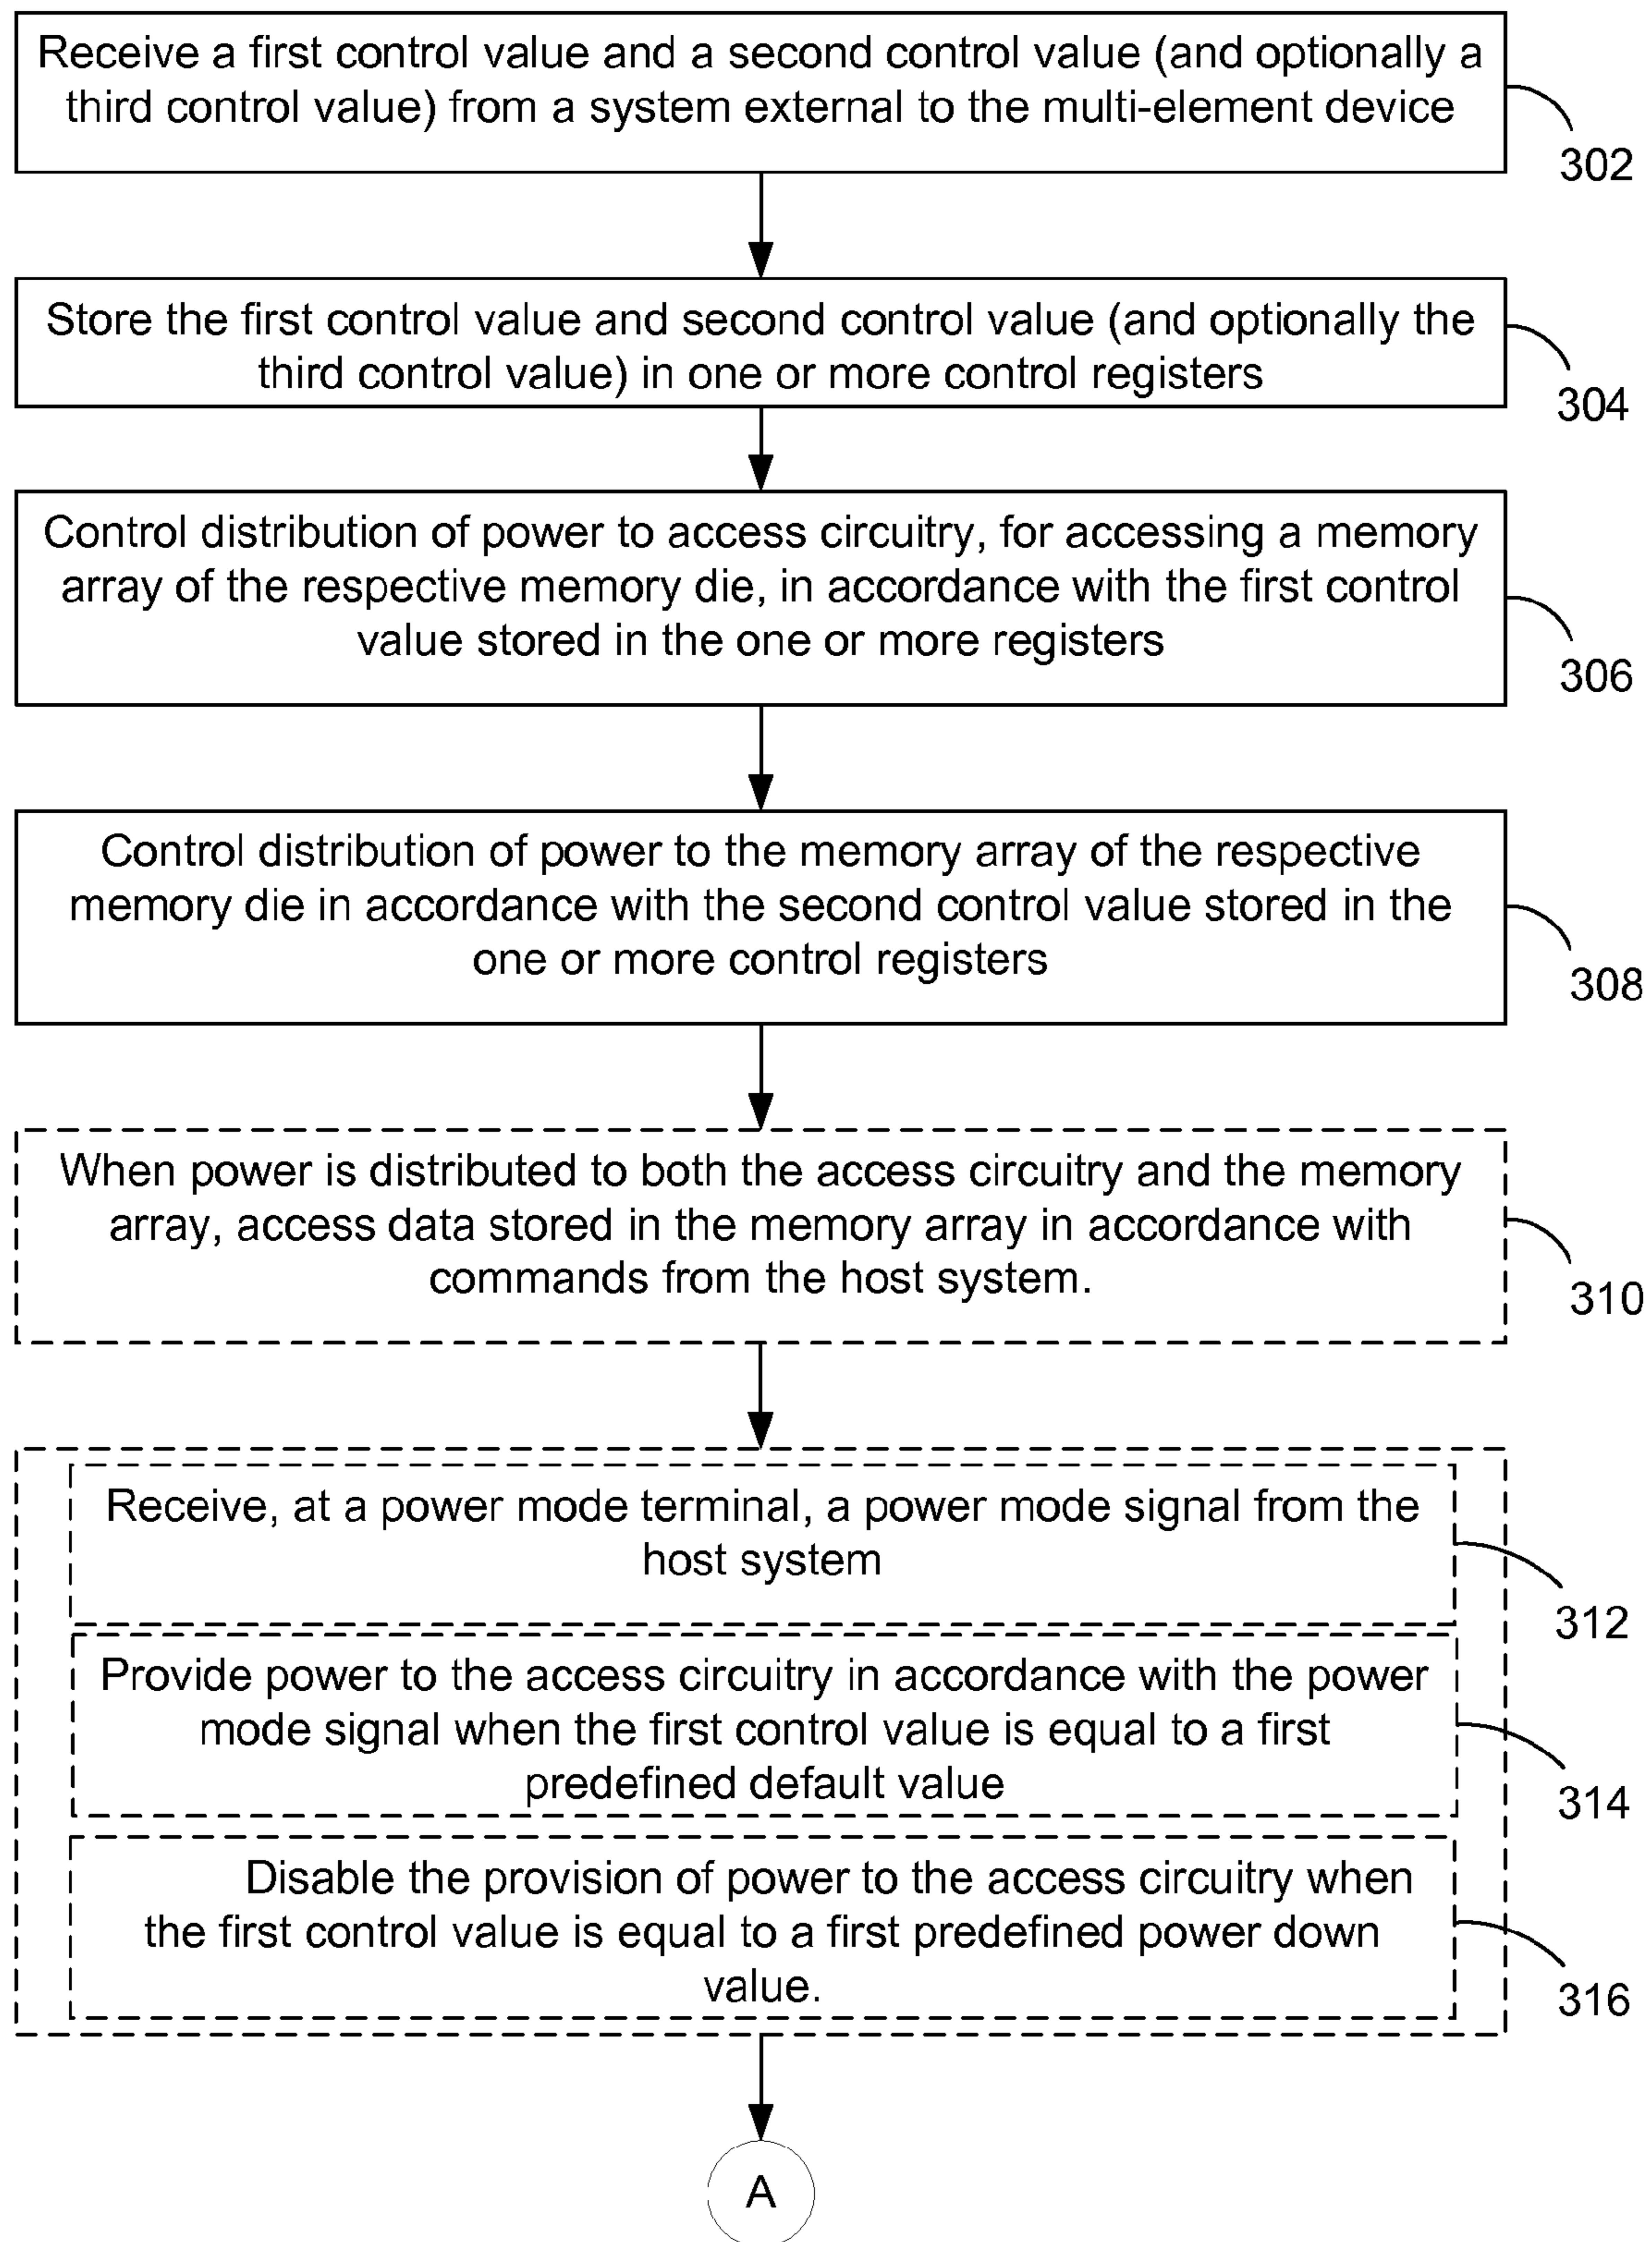 Receive a first control value and a second control value (and optionally a
third control value) from a system external to the multi-element device
302
Store the first control value and second control value (and optionally the
third control value) in one or more control registers
304
Control distribution of power to access circuitry, for accessing a memory
array of the respective memory die, in accordance with the first control
value stored in the one or more registers
306
Control distribution of power to the memory array of the respective
memory die in accordance with the second control value stored in the
one or more control registers
308
When power is distributed to both the access circuitry and the memory
array, access data stored in the memory array in accordance with
commands from the host system.
310
Receive, at a power mode terminal, a power mode signal from the
host system
312
Provide power to the access circuitry in accordance with the power
mode signal when the first control value is equal to a first
predefined default value
314
Disable the provision of power to the access circuitry when
the first control value is equal to a first predefined power down
value.
316
A